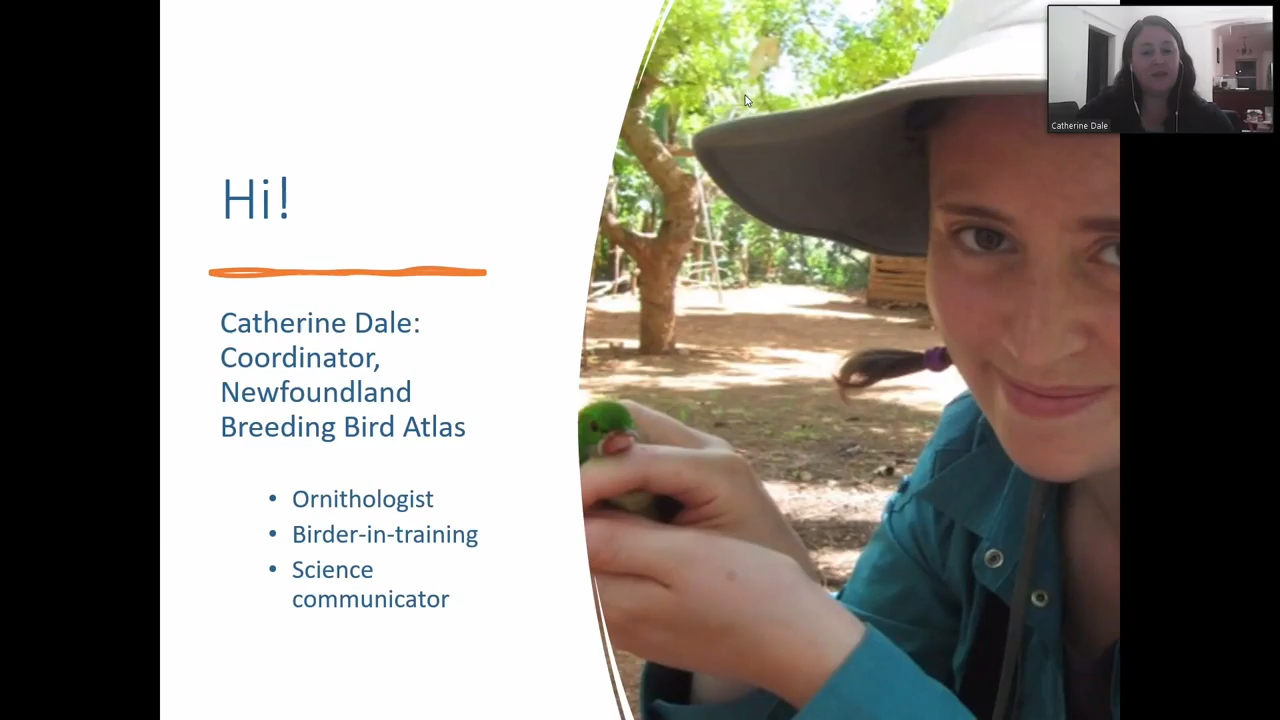 Hi!
Catherine Dale:
Coordinator,
Newfoundland
Breeding Bird Atlas
• Ornithologist
• Birder-in-training
• Science
communicator
Catherine Dale